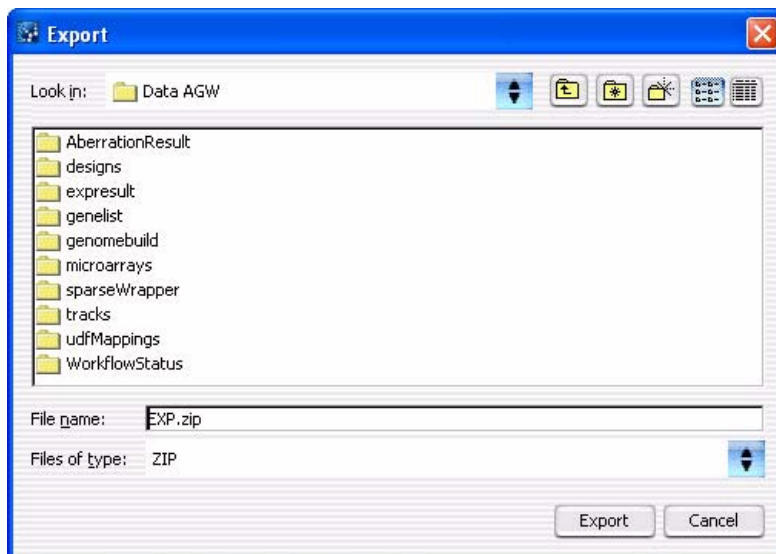 Export
Look in: Data AGW
AberrationResult
designs
expresult
genelist
genomebuild
microarrays
sparseWrapper
tracks
udfMappings
WorkflowStatus
File name: EXP.zip
Files of type: ZIP
Export Cancel